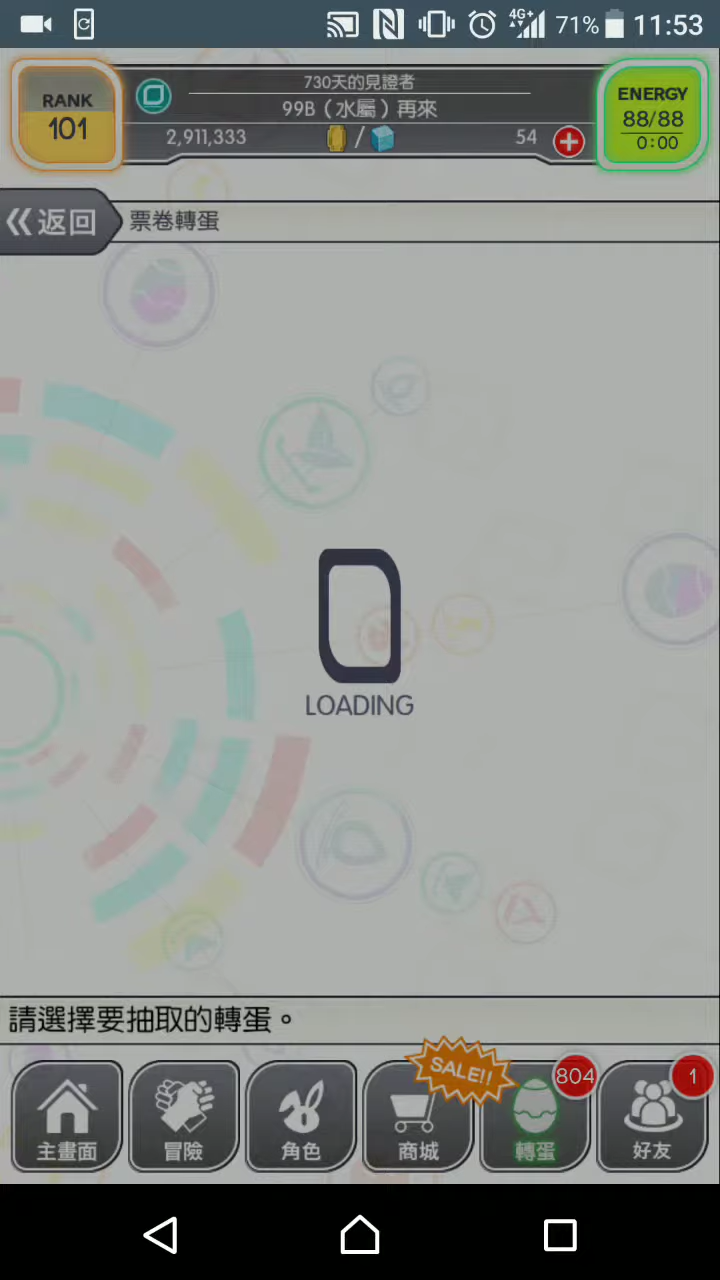 4G+ 71% 11:53
RANK
101
730天的見證者
99B（水屬）再來
2,911,333 / 54
ENERGY
88/88
0:00
返回
票卷轉蛋
LOADING
請選擇要抽取的轉蛋。
SALE!!
804
1
主畫面 冒險 角色 商城 轉蛋 好友